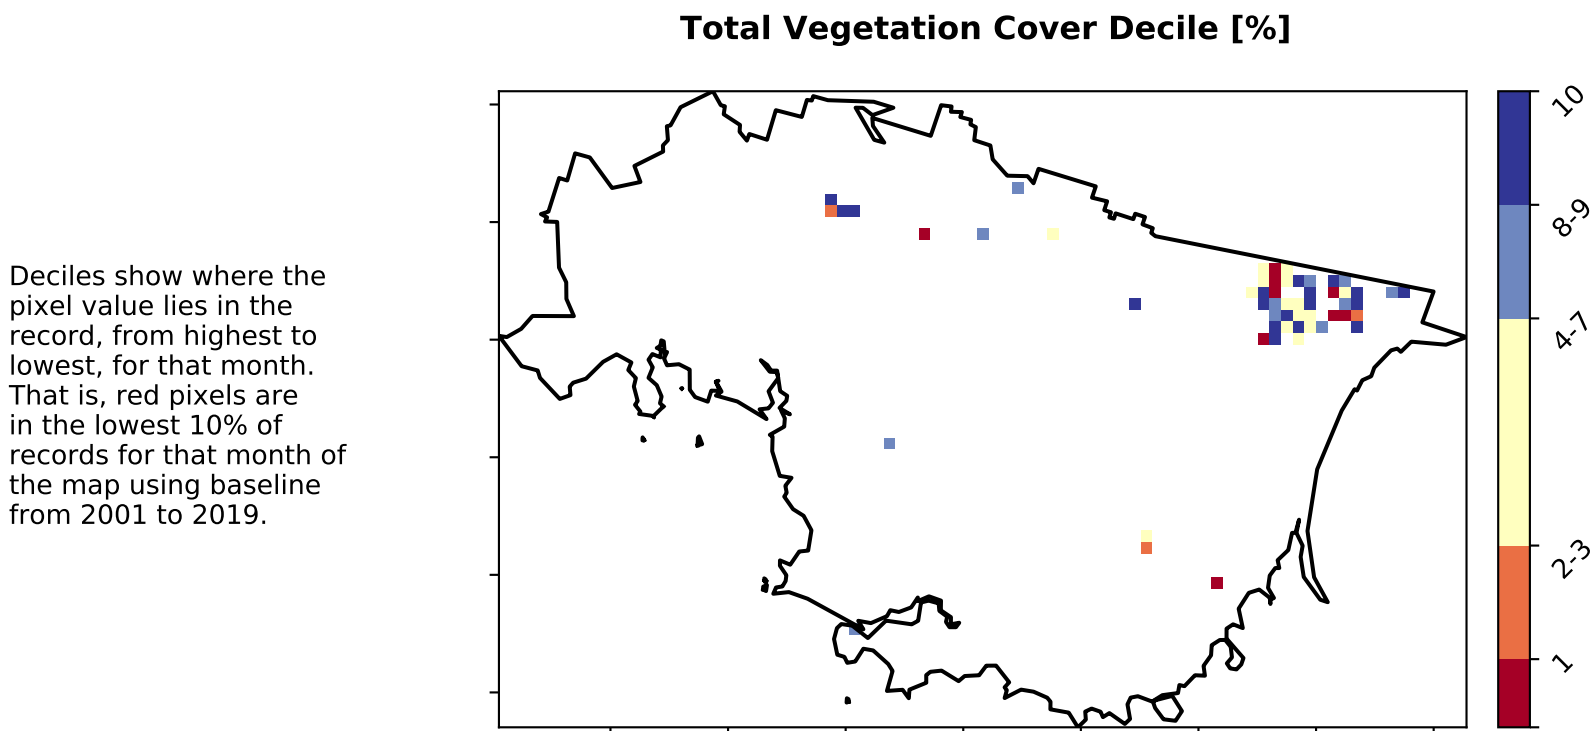 Total Vegetation Cover Decile [%]
Deciles show where the
pixel value lies in the
record, from highest to
lowest, for that month.
That is, red pixels are
in the lowest 10% of
records for that month of
the map using baseline
from 2001 to 2019.
10
8-9
4-7
2-3
1